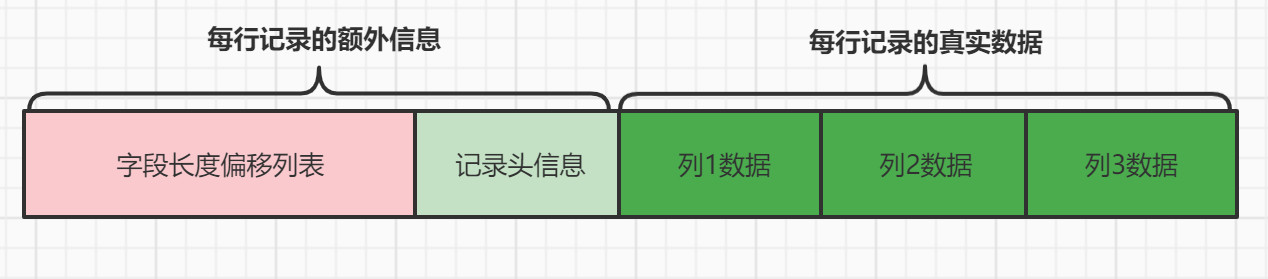 每行记录的额外信息
每行记录的真实数据
字段长度偏移列表
记录头信息
列1数据
列2数据
列3数据